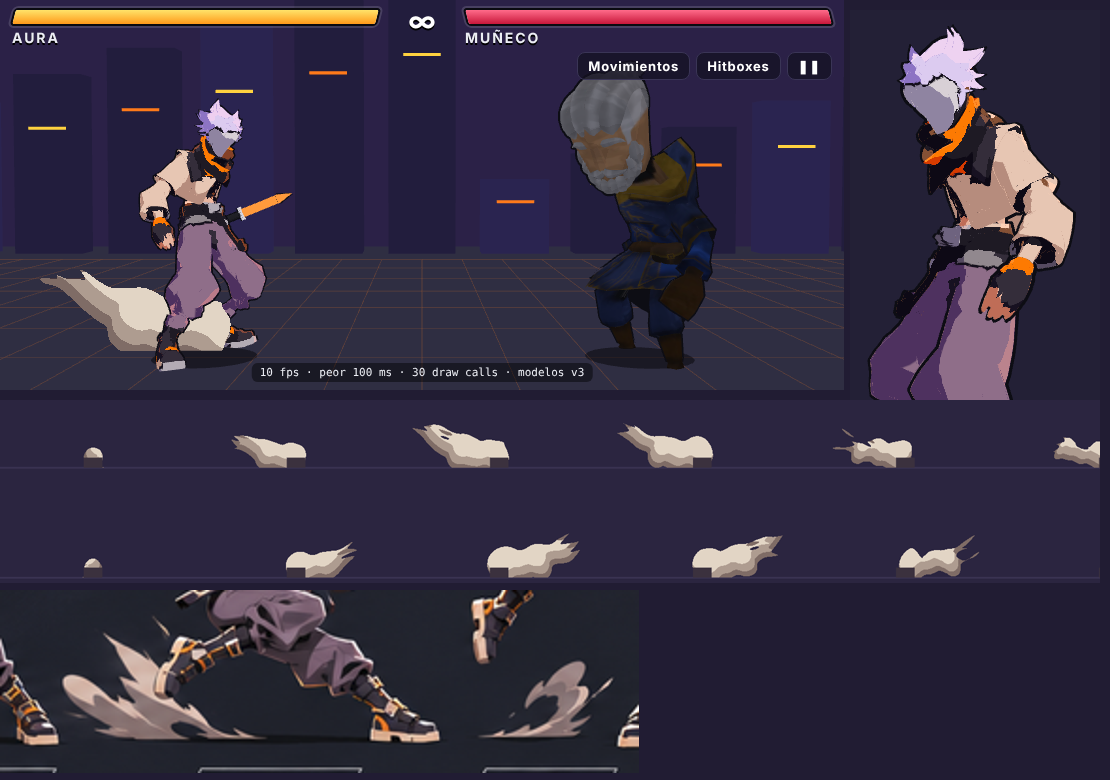 ∞
AURA
MUÑECO
Movimientos
Hitboxes
❚❚
10 fps · peor 100 ms · 30 draw calls · modelos v3